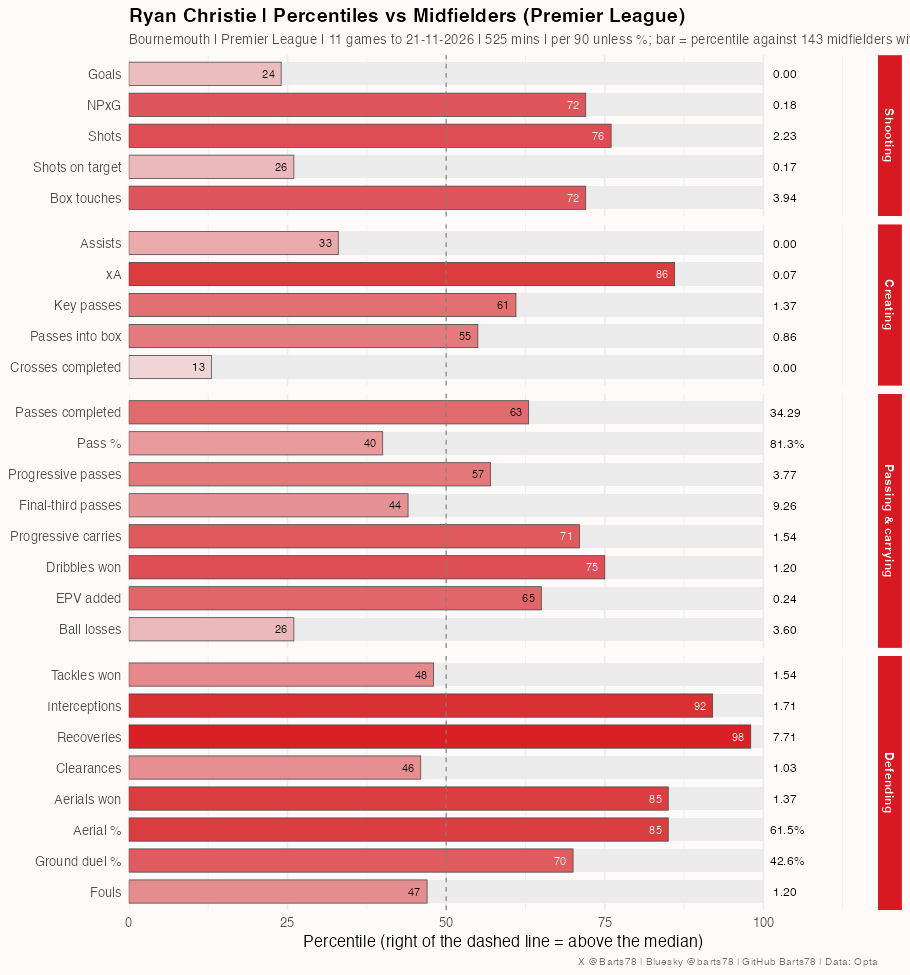 Ryan Christie | Percentiles vs Midfielders (Premier League)
Bournemouth | Premier League | 11 games to 21-11-2026 | 525 mins | per 90 unless %; bar = percentile against 143 midfielders wi
Goals 24 0.00
NPxG 72 0.18
Shots 76 2.23
Shots on target 26 0.17
Box touches 72 3.94
Shooting
Assists 33 0.00
xA 86 0.07
Key passes 61 1.37
Passes into box 55 0.86
Crosses completed 13 0.00
Creating
Passes completed 63 34.29
Pass % 40 81.3%
Progressive passes 57 3.77
Final-third passes 44 9.26
Progressive carries 71 1.54
Dribbles won 75 1.20
EPV added 65 0.24
Ball losses 26 3.60
Passing & carrying
Tackles won 48 1.54
Interceptions 92 1.71
Recoveries 98 7.71
Clearances 46 1.03
Aerials won 85 1.37
Aerial % 85 61.5%
Ground duel % 70 42.6%
Fouls 47 1.20
Defending
0 25 50 75 100
Percentile (right of the dashed line = above the median)
X @Barts78 | Bluesky @barts78 | GitHub Barts78 | Data: Opta